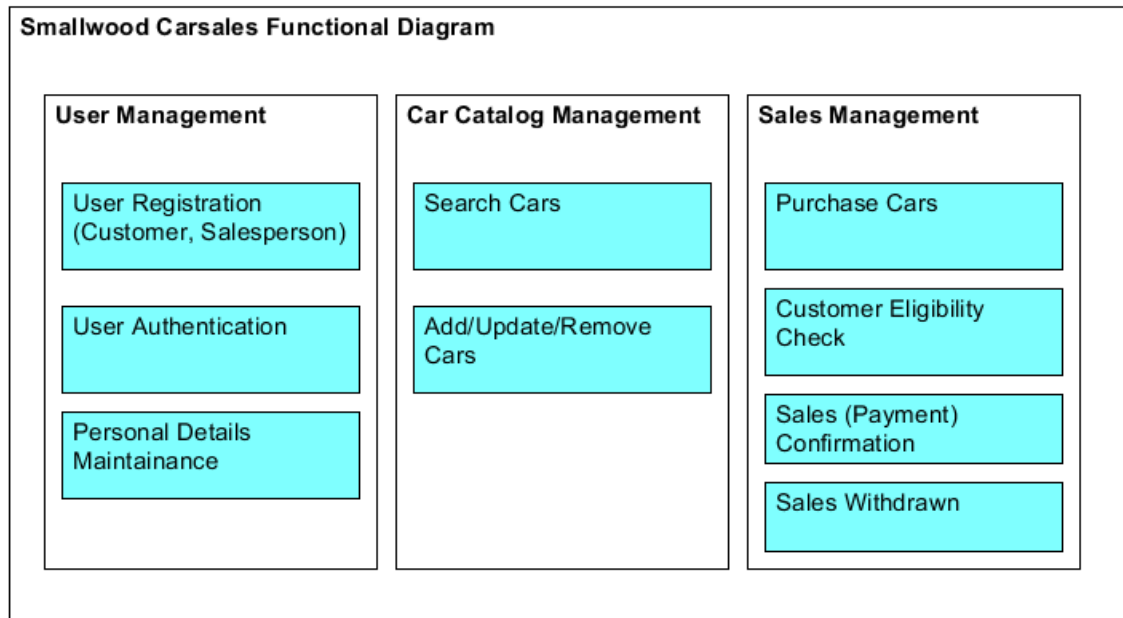 Smallwood Carsales Functional Diagram
User Management
User Registration
(Customer, Salesperson)
User Authentication
Personal Details
Maintainance
Car Catalog Management
Search Cars
Add/Update/Remove
Cars
Sales Management
Purchase Cars
Customer Eligibility
Check
Sales (Payment)
Confirmation
Sales Withdrawn